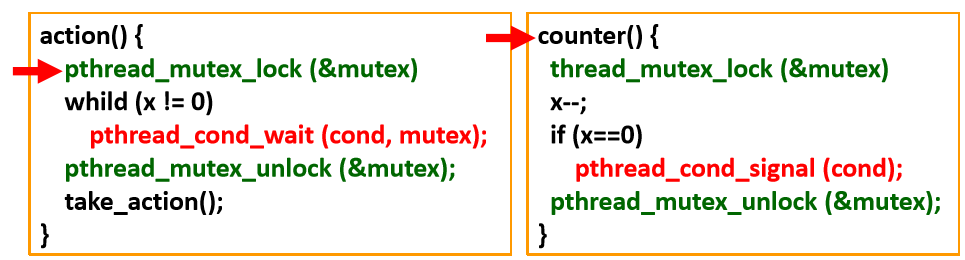 action() {
pthread_mutex_lock (&mutex)
whild (x != 0)
pthread_cond_wait (cond, mutex);
pthread_mutex_unlock (&mutex);
take_action();
}
counter() {
thread_mutex_lock (&mutex)
x--;
if (x==0)
pthread_cond_signal (cond);
pthread_mutex_unlock (&mutex);
}